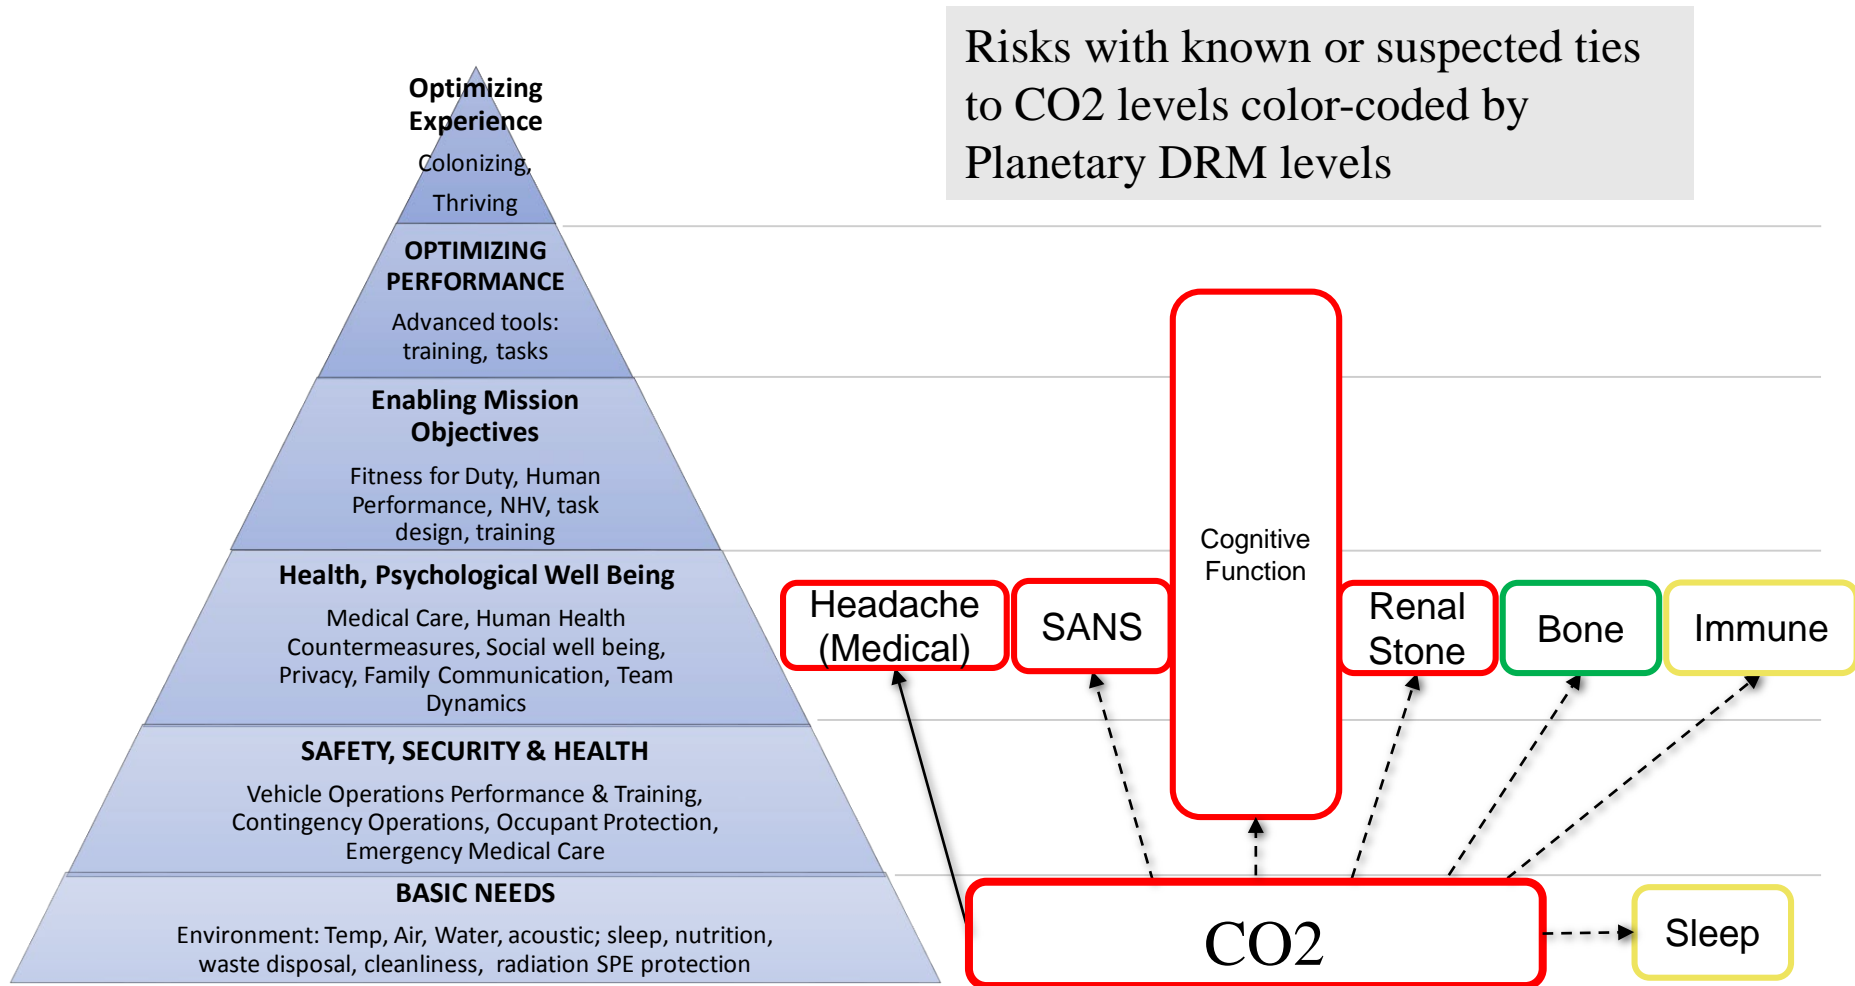 Risks with known or suspected ties
to CO2 levels color-coded by
Planetary DRM levels
Optimizing
Experience
Colonizing,
Thriving
OPTIMIZING
PERFORMANCE
Advanced tools:
training, tasks
Enabling Mission
Objectives
Fitness for Duty, Human
Performance, NHV, task
design, training
Health, Psychological Well Being
Medical Care, Human Health
Countermeasures, Social well being,
Privacy, Family Communication, Team
Dynamics
SAFETY, SECURITY & HEALTH
Vehicle Operations Performance & Training,
Contingency Operations, Occupant Protection,
Emergency Medical Care
BASIC NEEDS
Environment: Temp, Air, Water, acoustic; sleep, nutrition,
waste disposal, cleanliness, radiation SPE protection
Headache
(Medical)
SANS
Cognitive
Function
Renal
Stone
Bone
Immune
CO2
Sleep